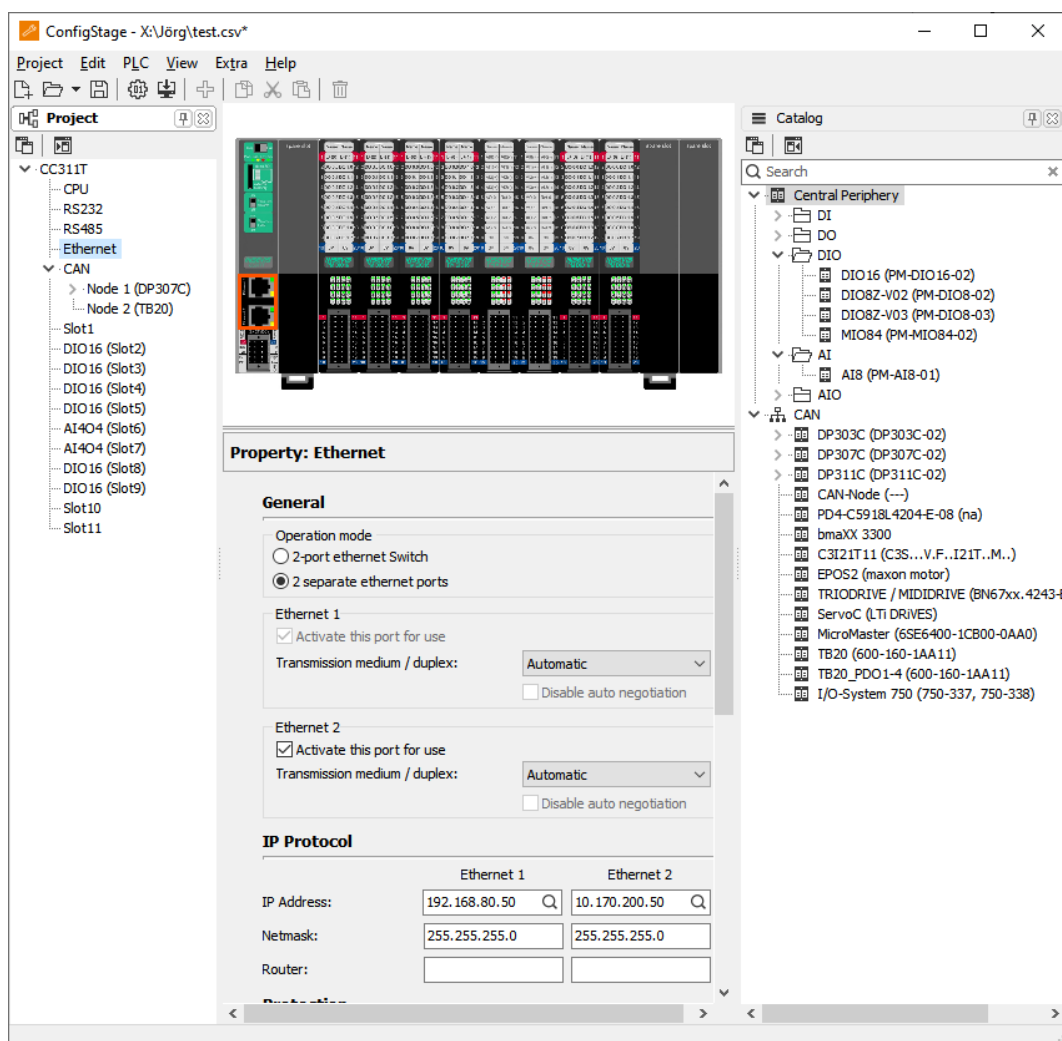 ConfigStage - X:\Jörg\test.csv*
Project Edit PLC View Extra Help
Project
CC311T
CPU
RS232
RS485
Ethernet
CAN
Node 1 (DP307C)
Node 2 (TB20)
Slot1
DIO16 (Slot2)
DIO16 (Slot3)
DIO16 (Slot4)
DIO16 (Slot5)
AI4O4 (Slot6)
AI4O4 (Slot7)
DIO16 (Slot8)
DIO16 (Slot9)
Slot10
Slot11
Property: Ethernet
General
Operation mode
2-port ethernet Switch
2 separate ethernet ports
Ethernet 1
Activate this port for use
Transmission medium / duplex: Automatic
Disable auto negotiation
Ethernet 2
Activate this port for use
Transmission medium / duplex: Automatic
Disable auto negotiation
IP Protocol
Ethernet 1 Ethernet 2
IP Address: 192.168.80.50 10.170.200.50
Netmask: 255.255.255.0 255.255.255.0
Router:
Catalog
Search
Central Periphery
DI
DO
DIO
DIO16 (PM-DIO16-02)
DIO8Z-V02 (PM-DIO8-02)
DIO8Z-V03 (PM-DIO8-03)
MIO84 (PM-MIO84-02)
AI
AI8 (PM-AI8-01)
AIO
CAN
DP303C (DP303C-02)
DP307C (DP307C-02)
DP311C (DP311C-02)
CAN-Node (---)
PD4-C5918L4204-E-08 (na)
bmaXX 3300
C3I21T11 (C3S...V.F..I21T..M..)
EPOS2 (maxon motor)
TRIODRIVE / MIDIDRIVE (BN67xx.4243-
ServoC (LTi DRiVES)
MicroMaster (6SE6400-1CB00-0AA0)
TB20 (600-160-1AA11)
TB20_PDO1-4 (600-160-1AA11)
I/O-System 750 (750-337, 750-338)